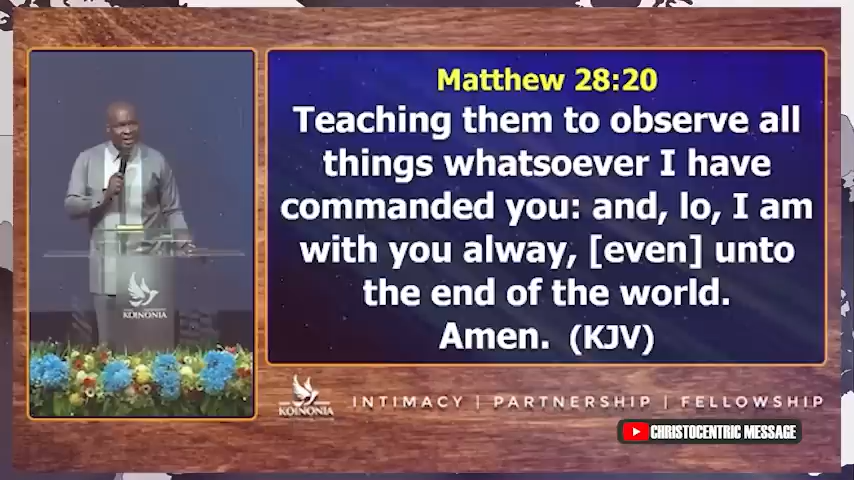 Matthew 28:20
Teaching them to observe all
things whatsoever I have
commanded you: and, lo, I am
with you alway, [even] unto
the end of the world.
Amen. (KJV)
KOINONIA
KOINONIA
INTIMACY | PARTNERSHIP | FELLOWSHIP
CHRISTOCENTRIC MESSAGE